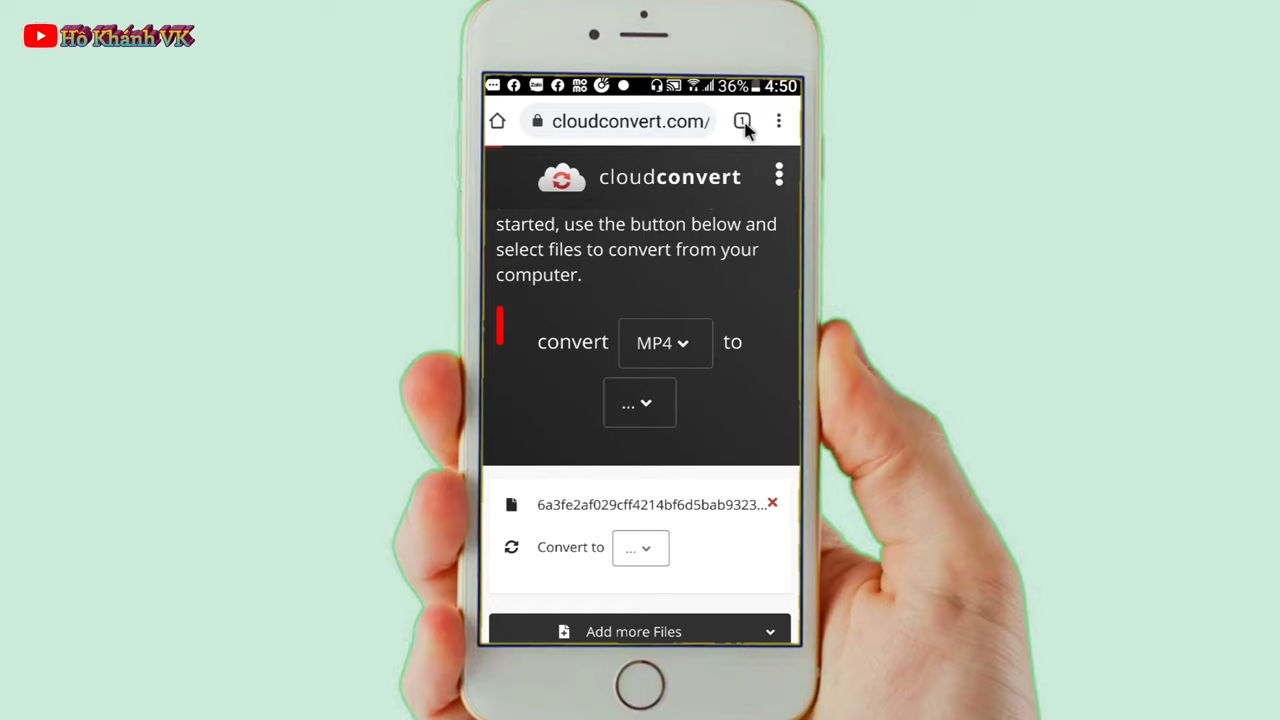 Hồ Khánh VK
36% 4:50
cloudconvert.com/ 1
cloudconvert
started, use the button below and
select files to convert from your
computer.
convert MP4 to
...
6a3fe2af029cff4214bf6d5bab9323...
Convert to ...
Add more Files